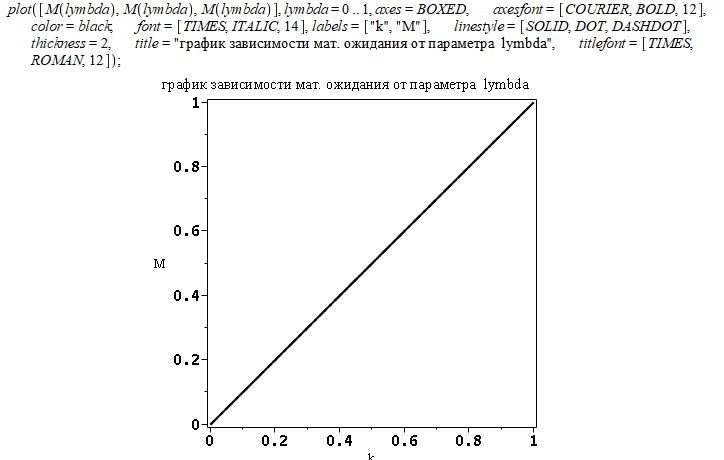 plot([M(lymbda), M(lymbda), M(lymbda)], lymbda = 0 .. 1, axes = BOXED, axesfont = [COURIER, BOLD, 12],
color = black, font = [TIMES, ITALIC, 14], labels = ["k", "M"], linestyle = [SOLID, DOT, DASHDOT],
thickness = 2, title = "график зависимости мат. ожидания от параметра lymbda", titlefont = [TIMES,
ROMAN, 12]);
график зависимости мат. ожидания от параметра lymbda
1
0.8
0.6
M
0.4
0.2
0
0 0.2 0.4 0.6 0.8 1
k